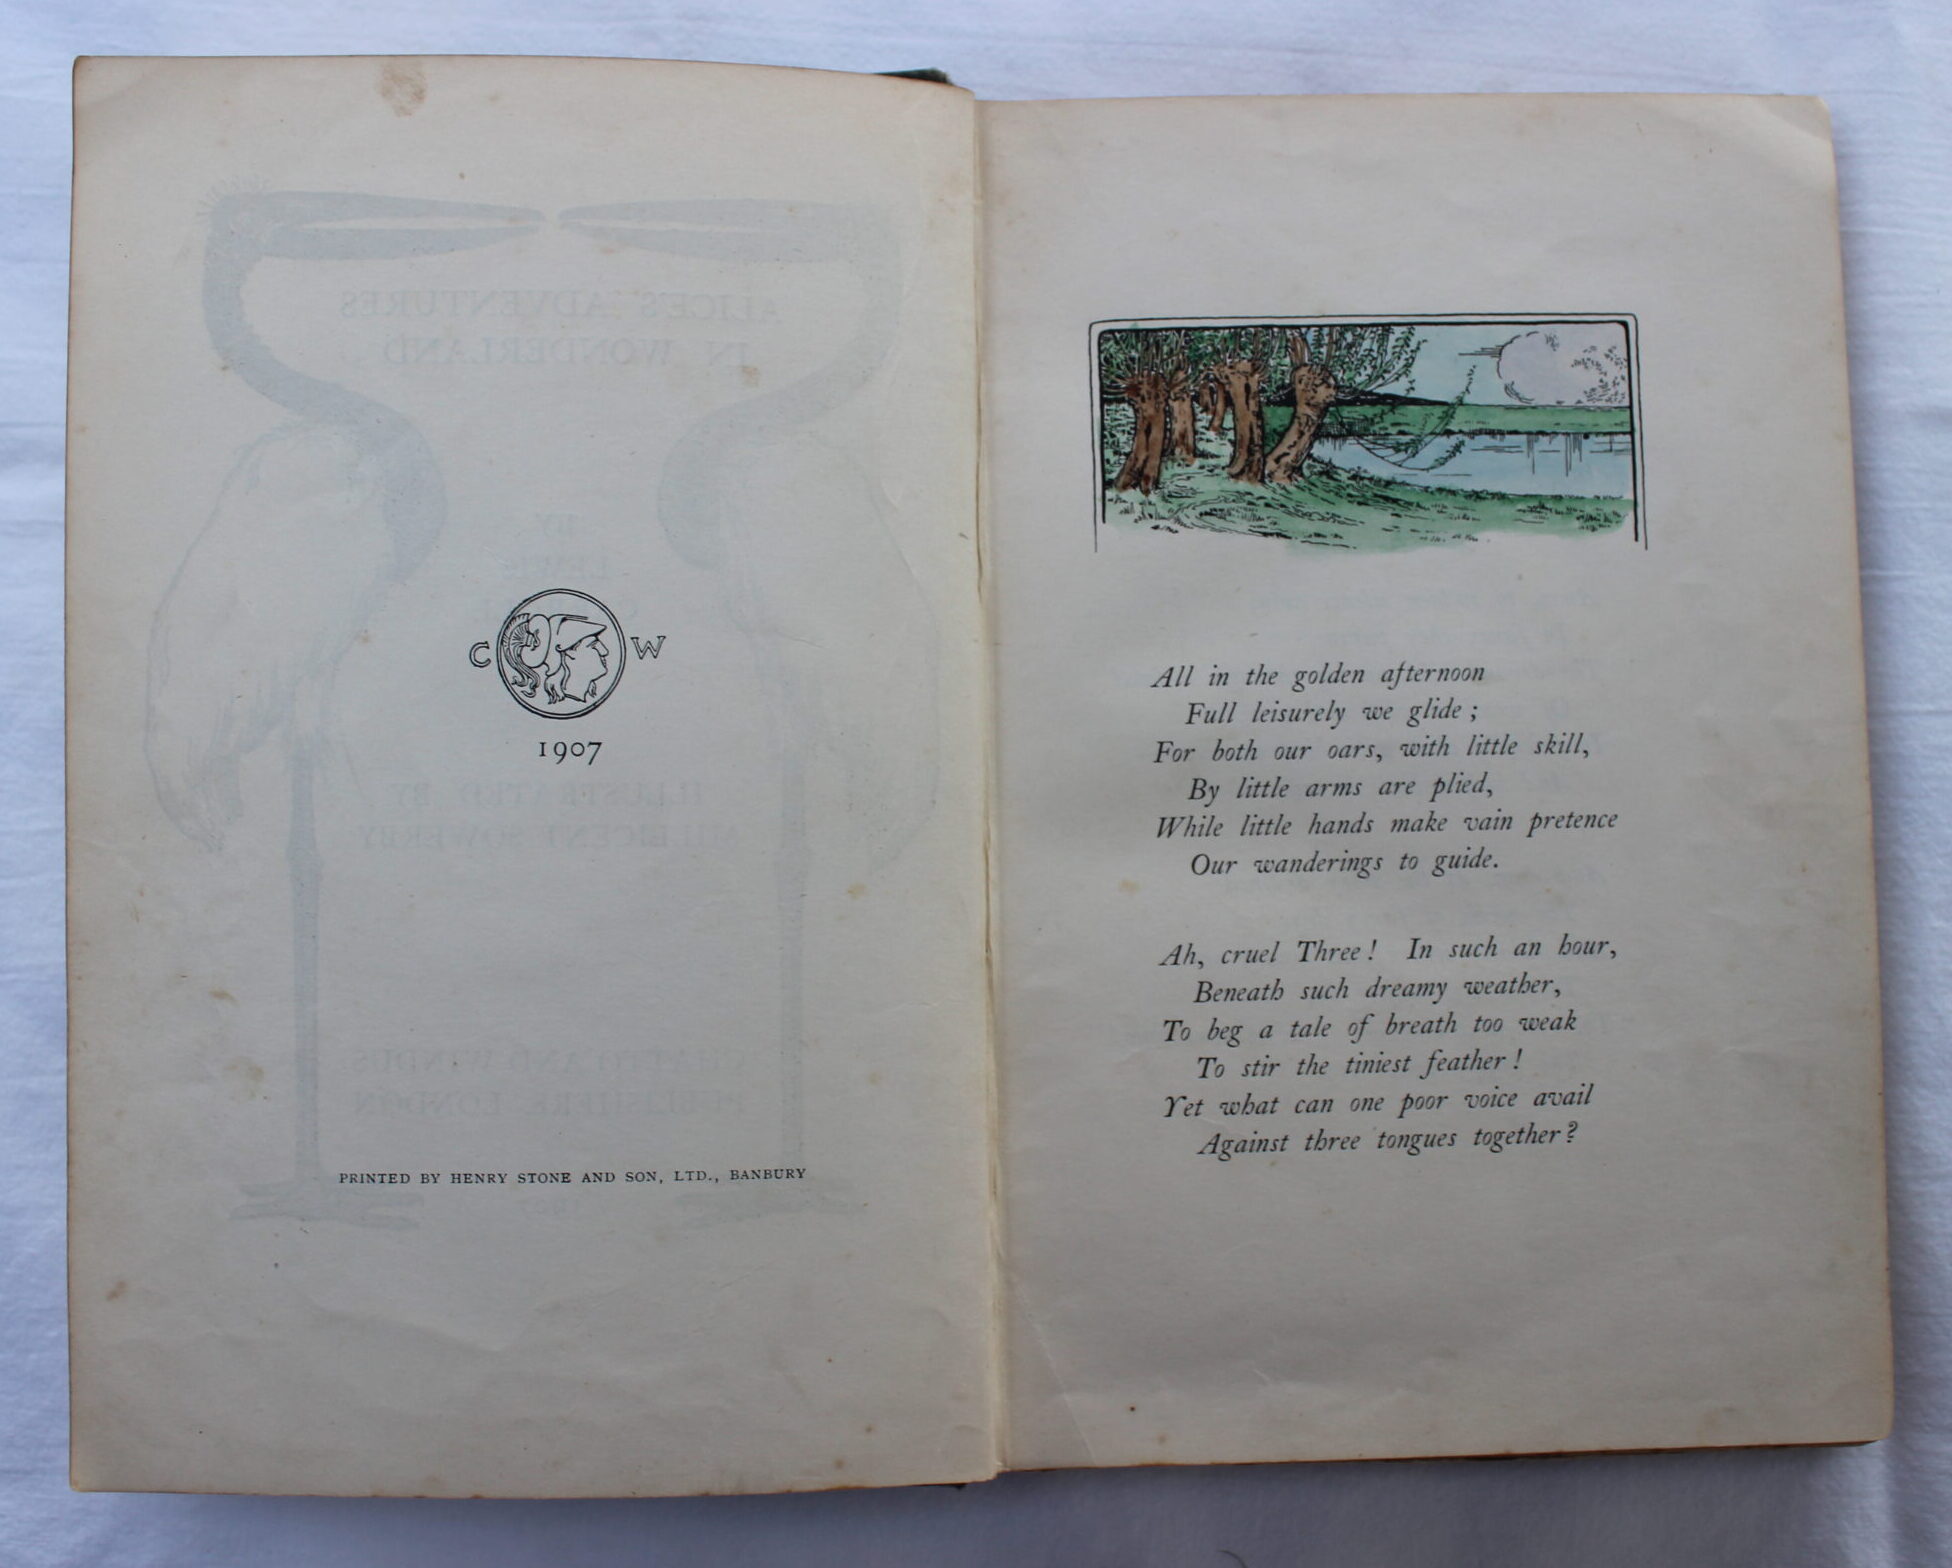 C W
1907
PRINTED BY HENRY STONE AND SON, LTD., BANBURY
All in the golden afternoon
Full leisurely we glide ;
For both our oars, with little skill,
By little arms are plied,
While little hands make vain pretence
Our wanderings to guide.
Ah, cruel Three ! In such an hour,
Beneath such dreamy weather,
To beg a tale of breath too weak
To stir the tiniest feather !
Yet what can one poor voice avail
Against three tongues together ?